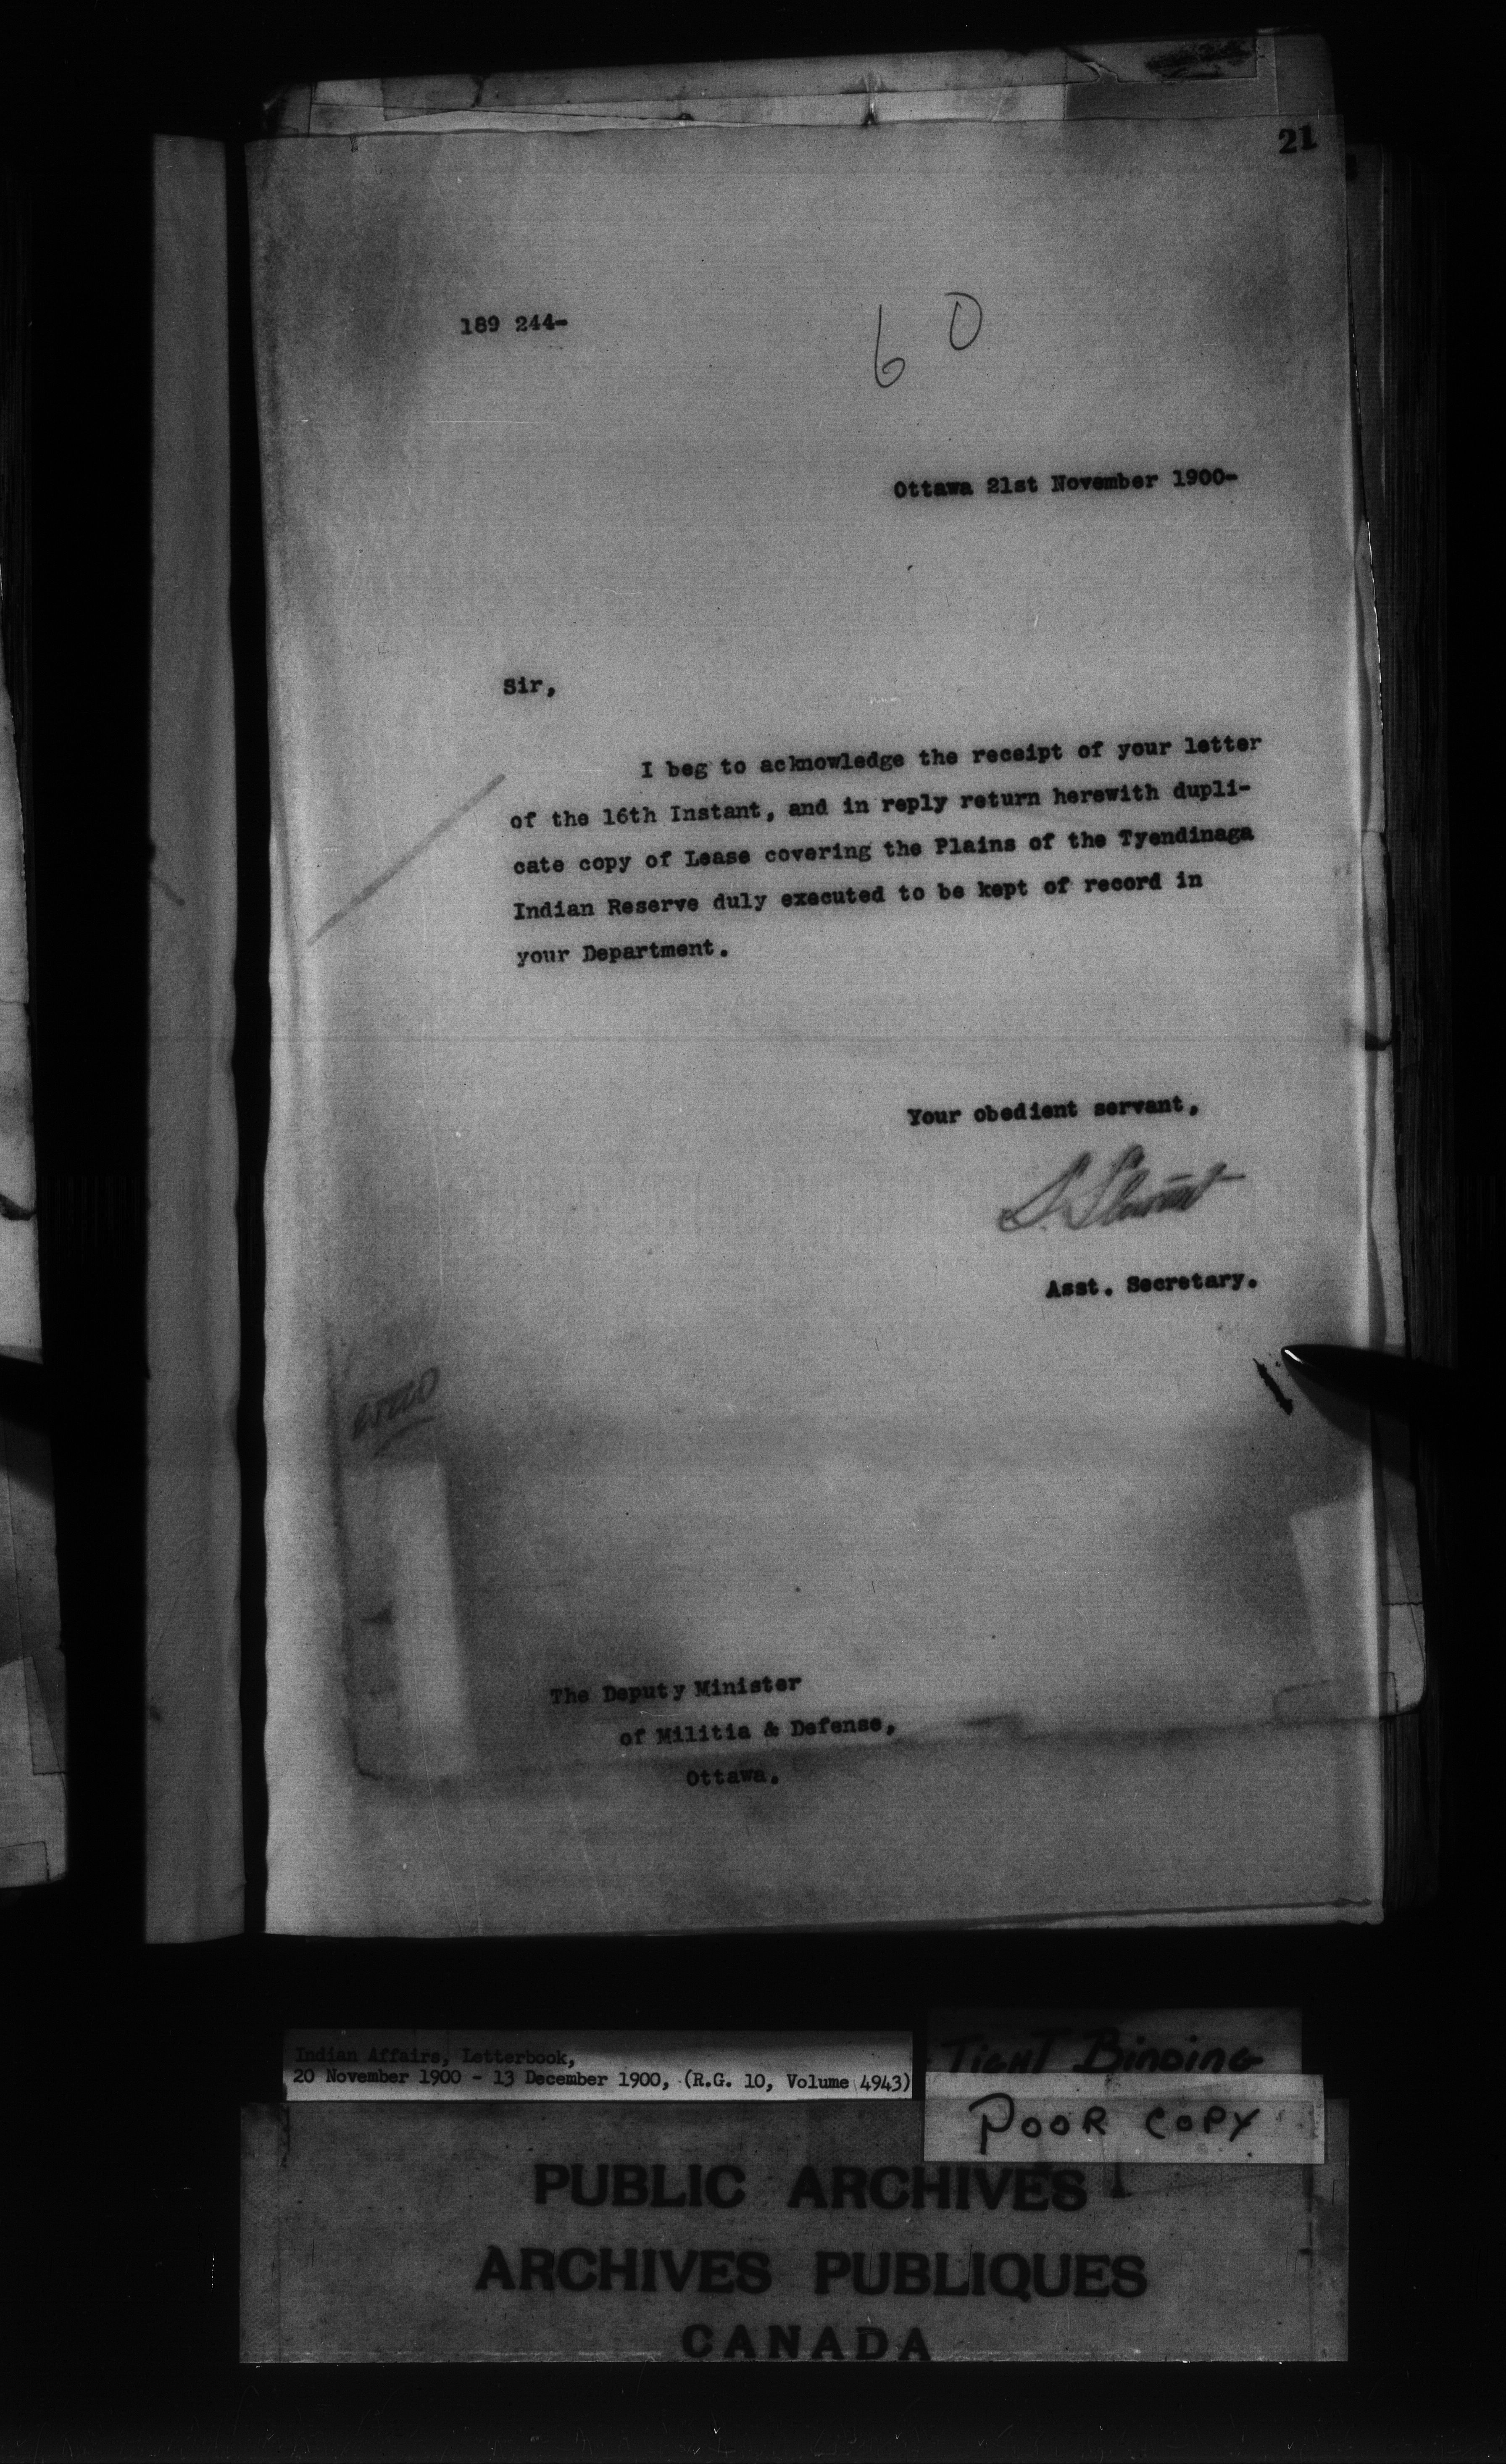 21
189 244-
60
Ottawa 21st November 1900-
Sir,
I beg to acknowledge the receipt of your letter
of the 16th Instant, and in reply return herewith dupli-
cate copy of Lease covering the Plains of the Tyendinaga
Indian Reserve duly executed to be kept of record in
your Department.
Your obedient servant,
S. Stewart
Asst. Secretary.
The Deputy Minister
of Militia & Defense,
Ottawa.
Indian Affairs, Letterbook,
20 November 1900 - 13 December 1900, (R.G. 10, Volume 4943)
TIGHT BINDING
POOR COPY
PUBLIC ARCHIVES
ARCHIVES PUBLIQUES
CANADA